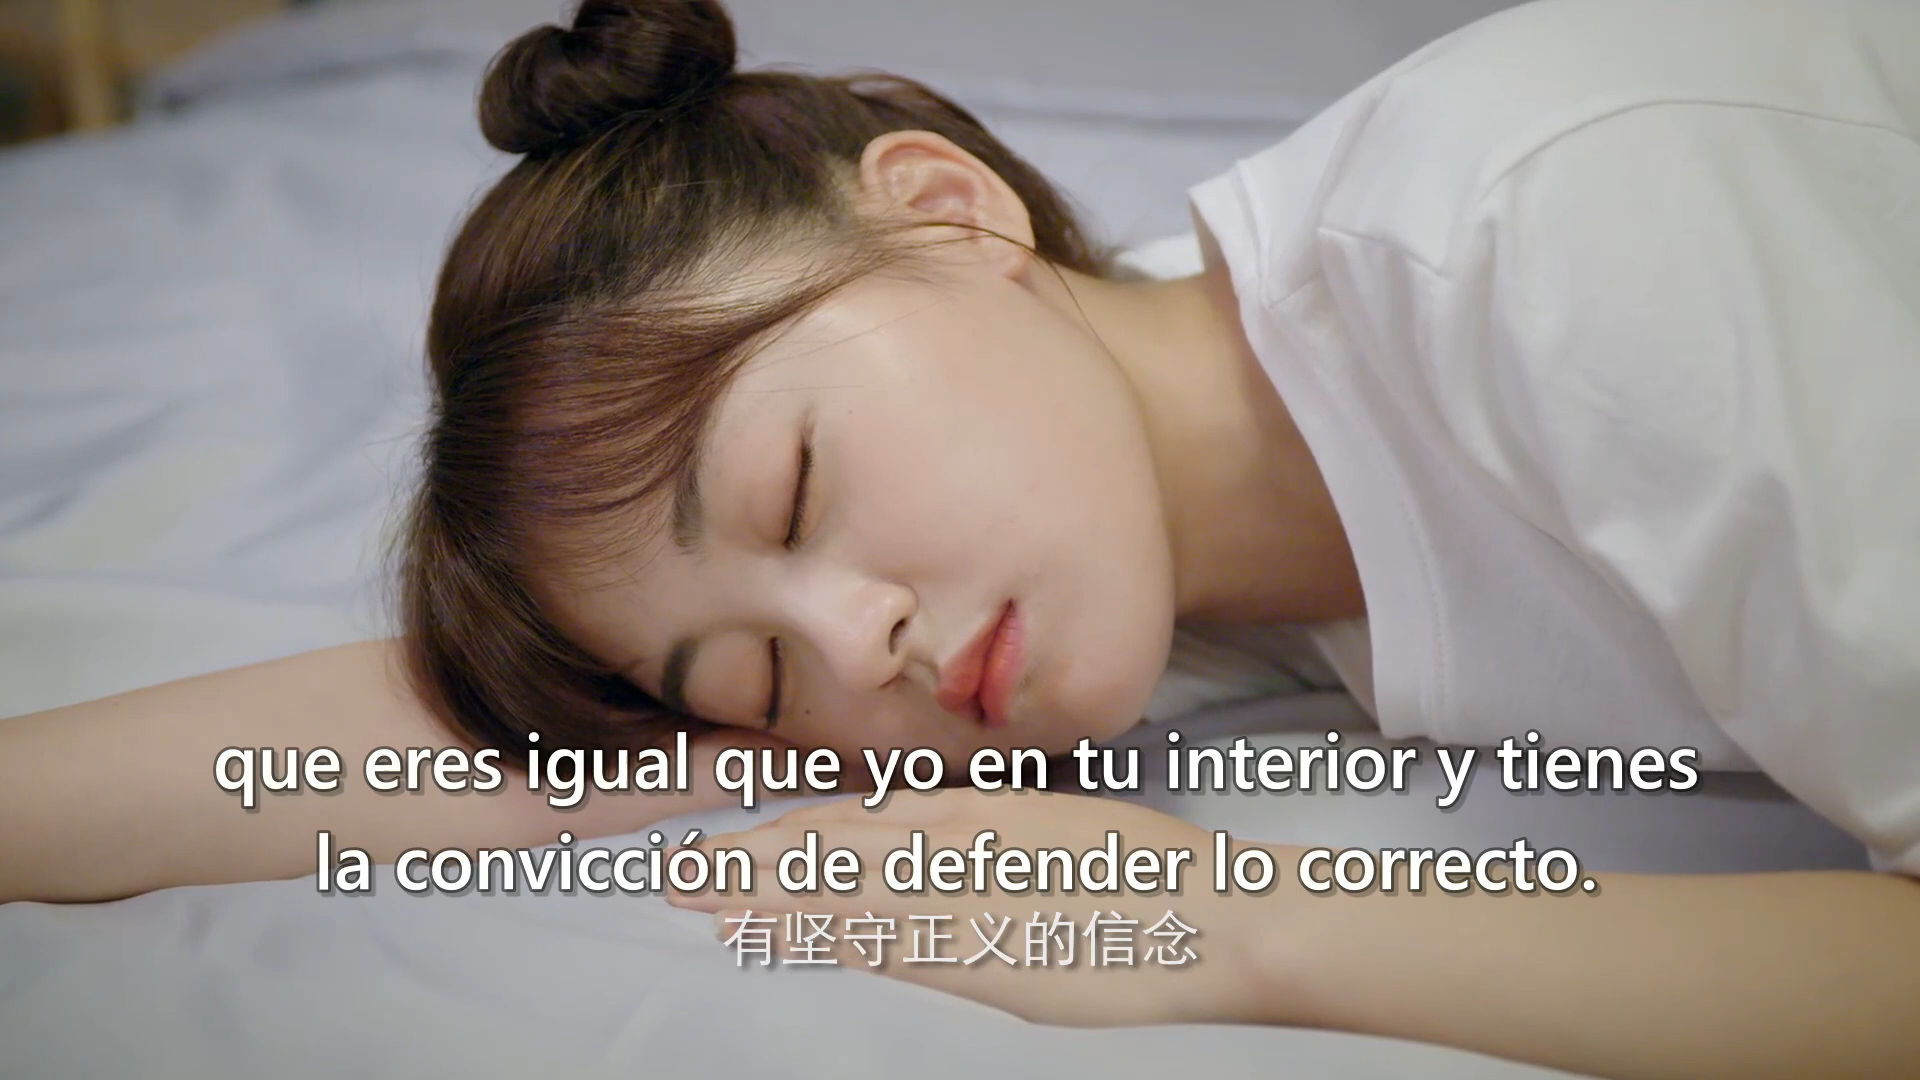 que eres igual que yo en tu interior y tienes
la convicción de defender lo correcto.
有坚守正义的信念